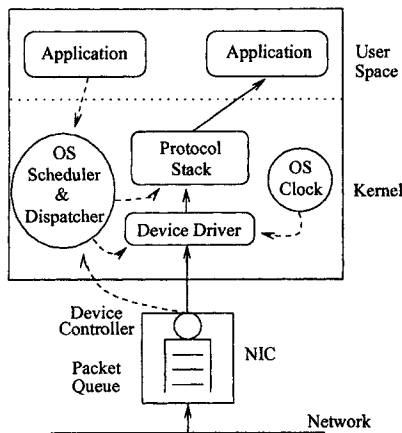 Application
Application
User
Space
OS
Scheduler
&
Dispatcher
Protocol
Stack
OS
Clock
Kernel
Device Driver
Device
Controller
Packet
Queue
NIC
Network